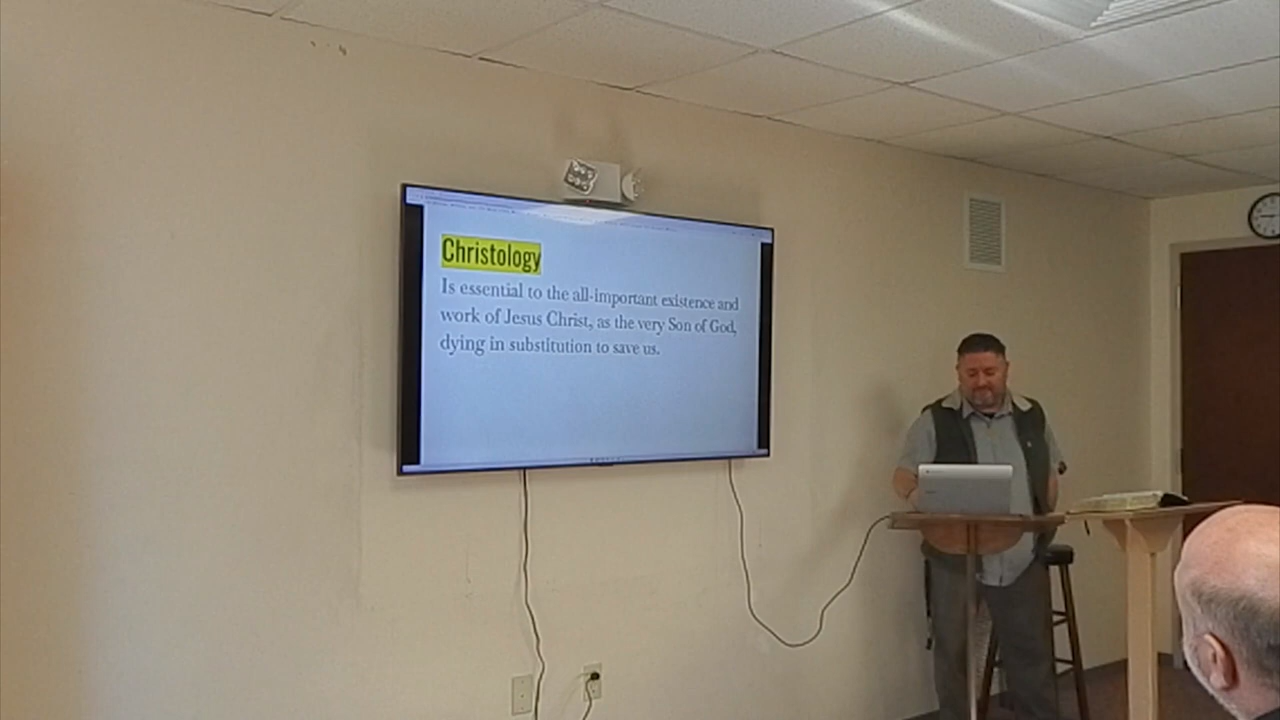 Christology
Is essential to the all-important existence and
work of Jesus Christ, as the very Son of God,
dying in substitution to save us.